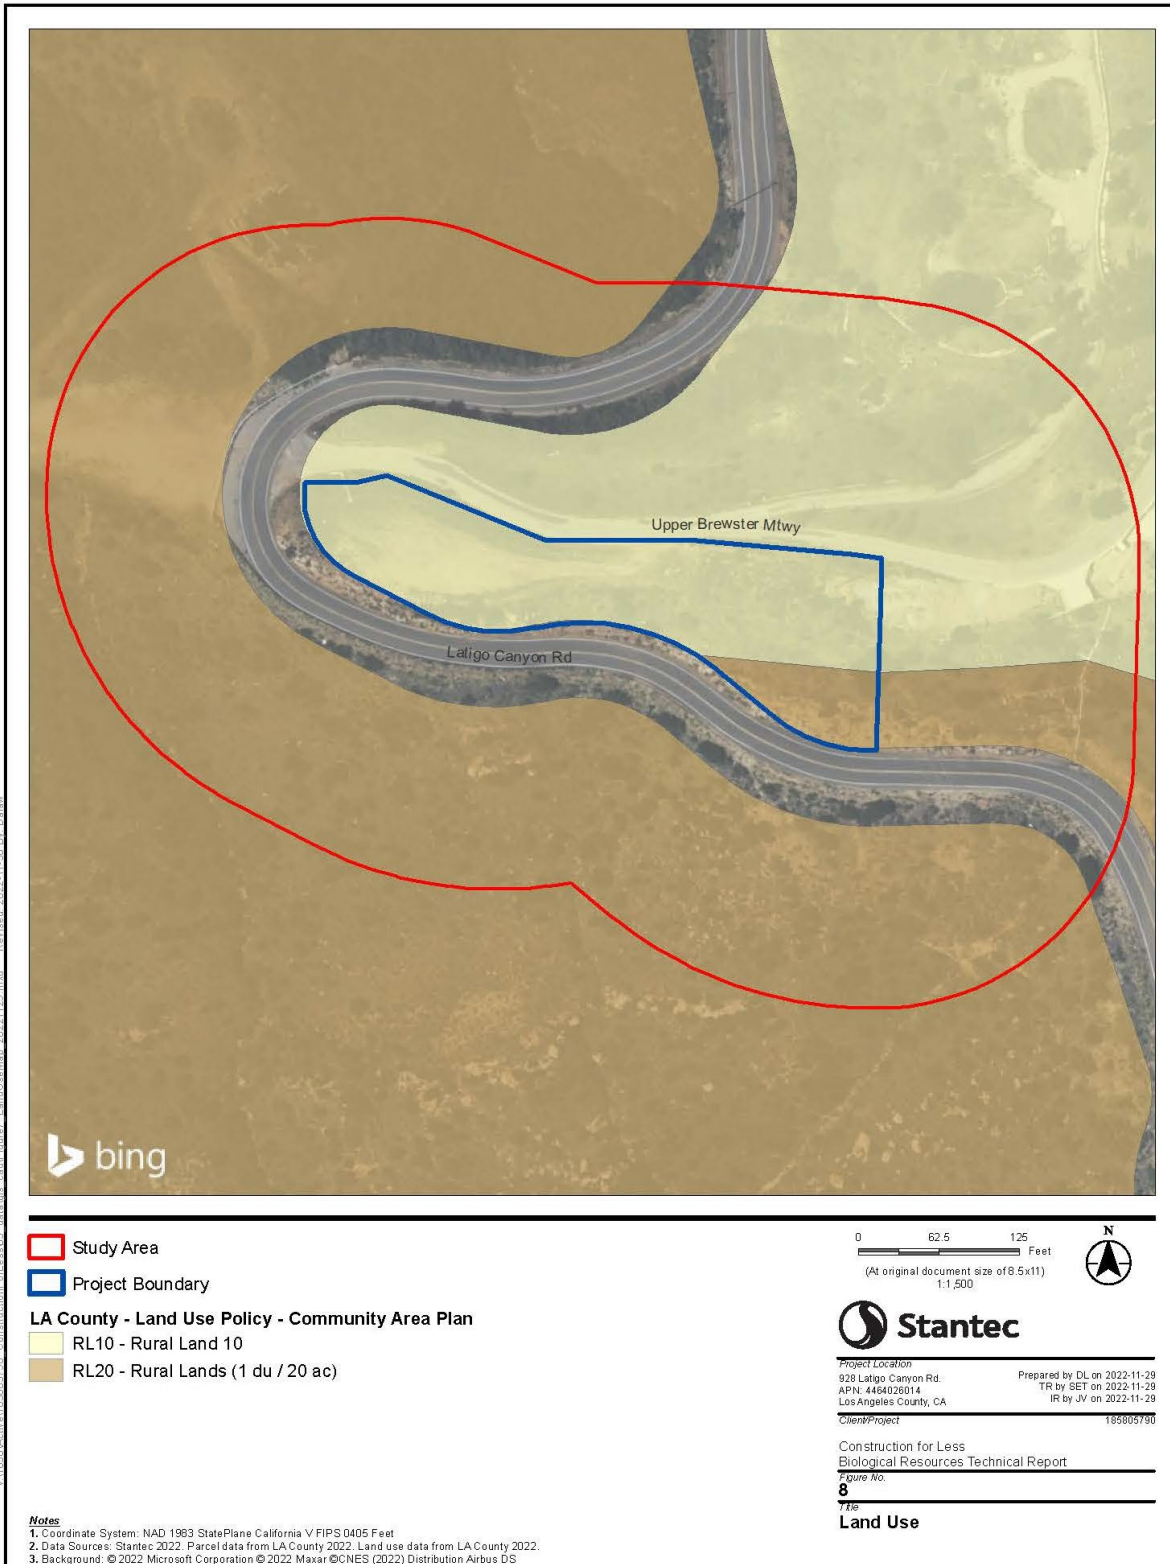 Upper Brewster Mtwy
Latigo Canyon Rd
bing
Study Area
Project Boundary
LA County - Land Use Policy - Community Area Plan
RL10 - Rural Land 10
RL20 - Rural Lands (1 du / 20 ac)
0 62.5 125
Feet
(At original document size of 8.5x11)
1:1,500
N
Stantec
Project Location
928 Latigo Canyon Rd.
APN: 4464026014
Los Angeles County, CA
Prepared by DL on 2022-11-29
TR by SET on 2022-11-29
IR by JV on 2022-11-29
Client/Project 185805790
Construction for Less
Biological Resources Technical Report
Figure No.
8
Title
Land Use
Notes
1. Coordinate System: NAD 1983 StatePlane California V FIPS 0405 Feet
2. Data Sources: Stantec 2022. Parcel data from LA County 2022. Land use data from LA County 2022.
3. Background: © 2022 Microsoft Corporation © 2022 Maxar ©CNES (2022) Distribution Airbus DS